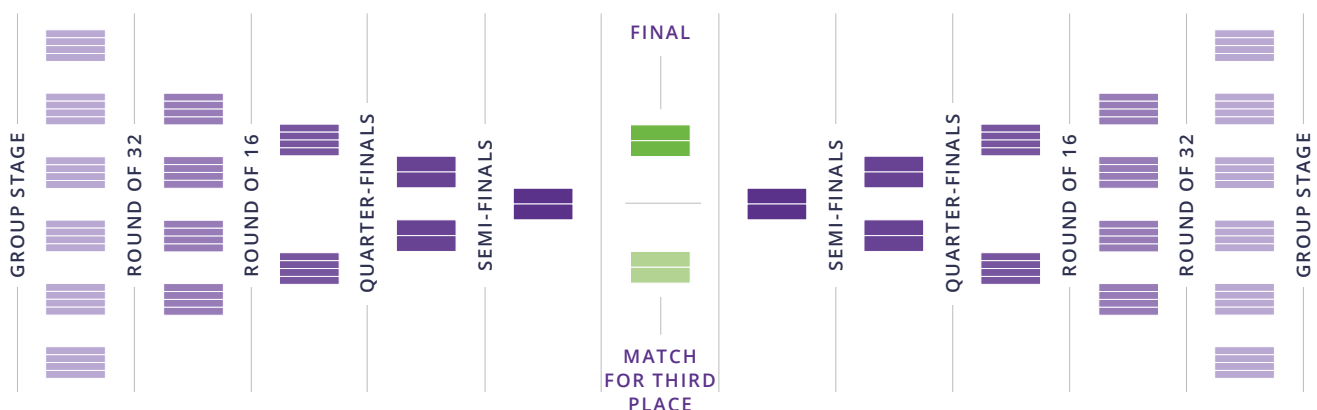 GROUP STAGE
ROUND OF 32
ROUND OF 16
QUARTER-FINALS
SEMI-FINALS
FINAL
MATCH
FOR THIRD
PLACE
SEMI-FINALS
QUARTER-FINALS
ROUND OF 16
ROUND OF 32
GROUP STAGE